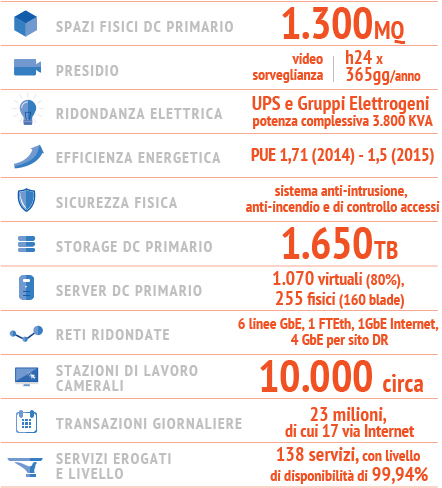 SPAZI FISICI DC PRIMARIO
1.300MQ
PRESIDIO
video sorveglianza
h24 x 365gg/anno
RIDONDANZA ELETTRICA
UPS e Gruppi Elettrogeni
potenza complessiva 3.800 KVA
EFFICIENZA ENERGETICA
PUE 1,71 (2014) - 1,5 (2015)
SICUREZZA FISICA
sistema anti-intrusione,
anti-incendio e di controllo accessi
STORAGE DC PRIMARIO
1.650TB
SERVER DC PRIMARIO
1.070 virtuali (80%),
255 fisici (160 blade)
RETI RIDONDATE
6 linee GbE, 1 FTEth, 1GbE Internet,
4 GbE per sito DR
STAZIONI DI LAVORO
CAMERALI
10.000 circa
TRANSAZIONI GIORNALIERE
23 milioni,
di cui 17 via Internet
SERVIZI EROGATI
E LIVELLO
138 servizi, con livello
di disponibilità di 99,94%